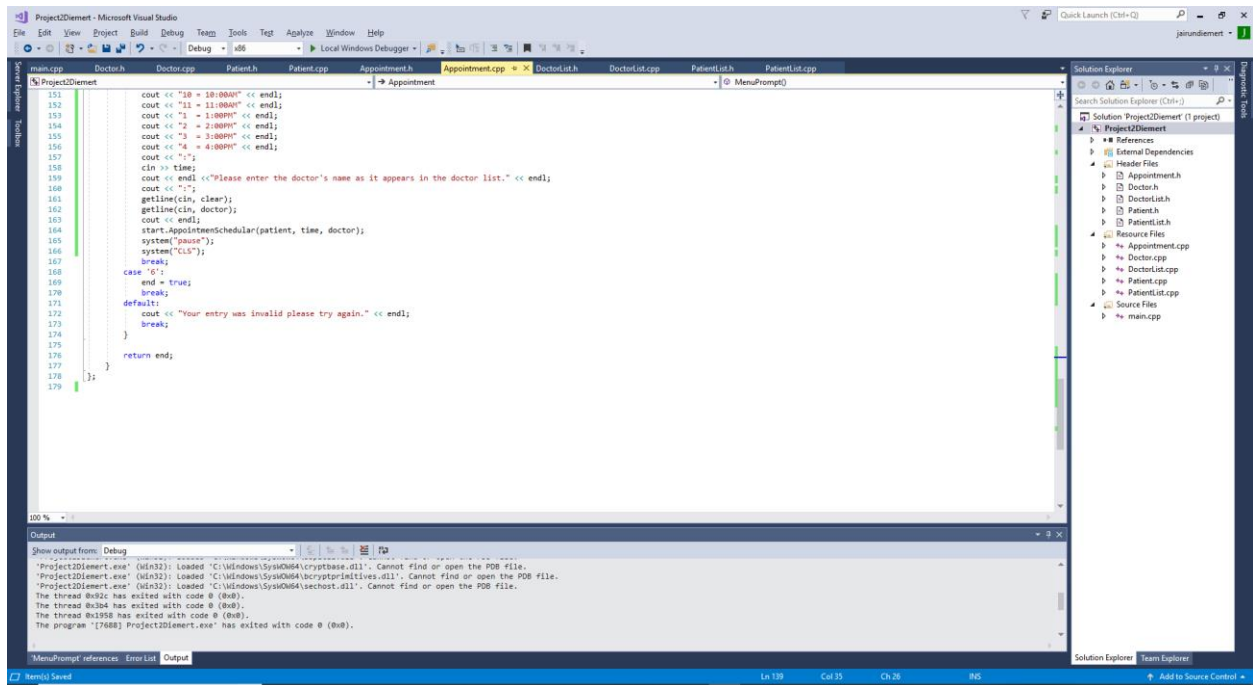 Project2Diemert - Microsoft Visual Studio
Quick Launch (Ctrl+Q)
File Edit View Project Build Debug Team Tools Test Analyze Window Help
jairundiemert
J
Debug x86 Local Windows Debugger
Server Explorer
Toolbox
main.cpp Doctor.h Doctor.cpp Patient.h Patient.cpp Appointment.h Appointment.cpp DoctorList.h DoctorList.cpp PatientList.h PatientList.cpp
Project2Diemert Appointment MenuPrompt()
151 cout << "10 = 10:00AM" << endl;
152 cout << "11 = 11:00AM" << endl;
153 cout << "1  = 1:00PM" << endl;
154 cout << "2  = 2:00PM" << endl;
155 cout << "3  = 3:00PM" << endl;
156 cout << "4  = 4:00PM" << endl;
157 cout << ":";
158 cin >> time;
159 cout << endl <<"Please enter the doctor's name as it appears in the doctor list." << endl;
160 cout << ":";
161 getline(cin, clear);
162 getline(cin, doctor);
163 cout << endl;
164 start.AppointmenSchedular(patient, time, doctor);
165 system("pause");
166 system("CLS");
167 break;
168 case '6':
169 end = true;
170 break;
171 default:
172 cout << "Your entry was invalid please try again." << endl;
173 break;
174 }
175
176 return end;
177 }
178 };
179
100 %
Output
Show output from: Debug
'Project2Diemert.exe' (Win32): Loaded 'C:\Windows\SysWOW64\cryptbase.dll'. Cannot find or open the PDB file.
'Project2Diemert.exe' (Win32): Loaded 'C:\Windows\SysWOW64\bcryptprimitives.dll'. Cannot find or open the PDB file.
'Project2Diemert.exe' (Win32): Loaded 'C:\Windows\SysWOW64\sechost.dll'. Cannot find or open the PDB file.
The thread 0x92c has exited with code 0 (0x0).
The thread 0x3b4 has exited with code 0 (0x0).
The thread 0x1958 has exited with code 0 (0x0).
The program '[7688] Project2Diemert.exe' has exited with code 0 (0x0).
'MenuPrompt' references Error List Output
Solution Explorer
Search Solution Explorer (Ctrl+;)
Solution 'Project2Diemert' (1 project)
Project2Diemert
References
External Dependencies
Header Files
Appointment.h
Doctor.h
DoctorList.h
Patient.h
PatientList.h
Resource Files
Appointment.cpp
Doctor.cpp
DoctorList.cpp
Patient.cpp
PatientList.cpp
Source Files
main.cpp
Solution Explorer Team Explorer
Diagnostic Tools
Item(s) Saved Ln 139 Col 35 Ch 26 INS Add to Source Control